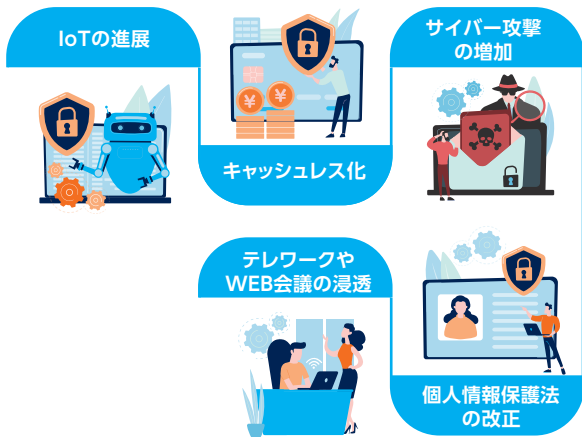 IoTの進展
サイバー攻撃
の増加
¥ ¥
キャッシュレス化
テレワークや
WEB会議の浸透
個人情報保護法
の改正